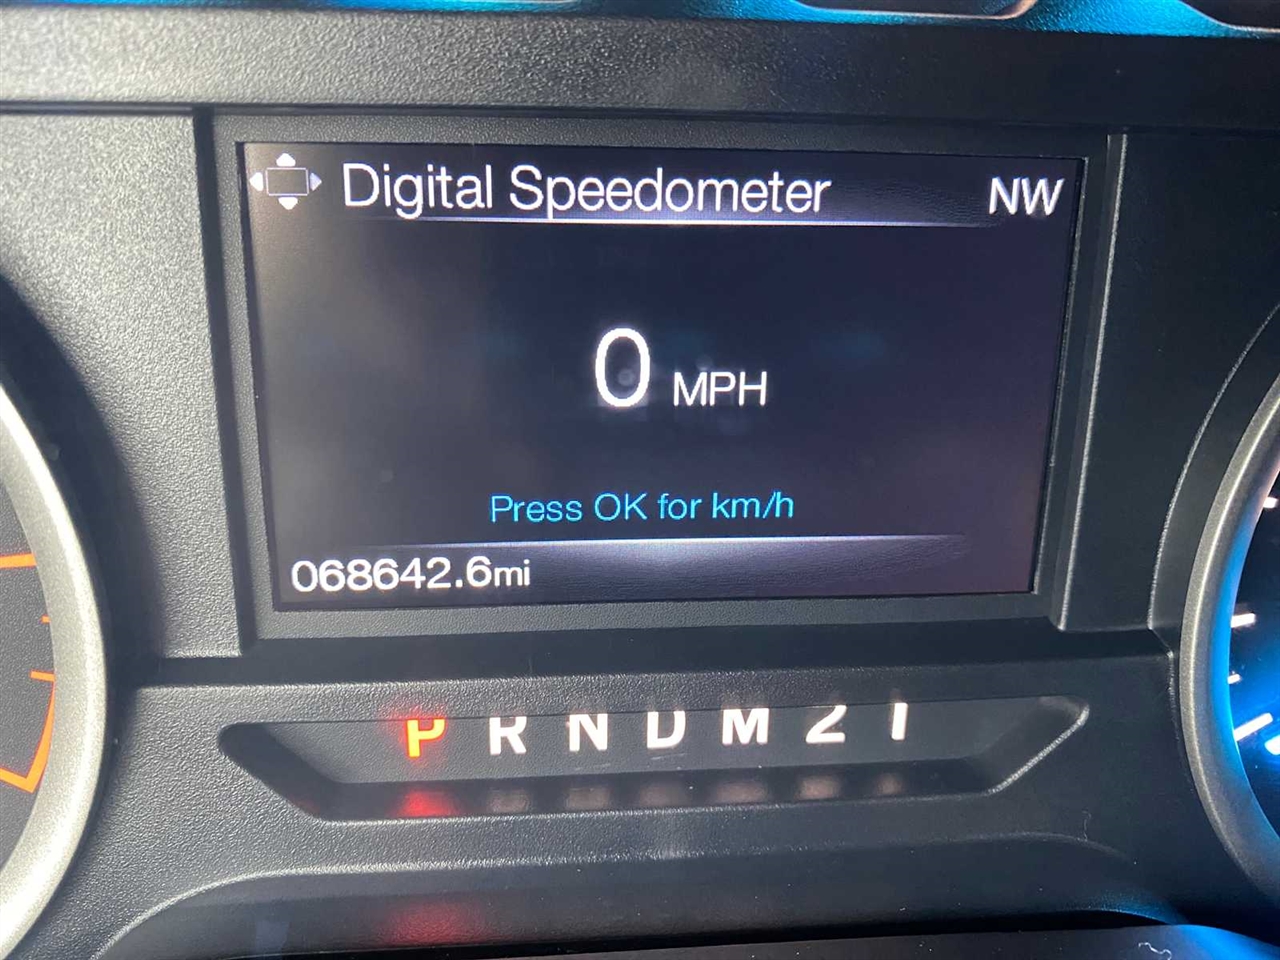 Digital Speedometer NW
0 MPH
Press OK for km/h
068642.6mi
P R N D M 2 1